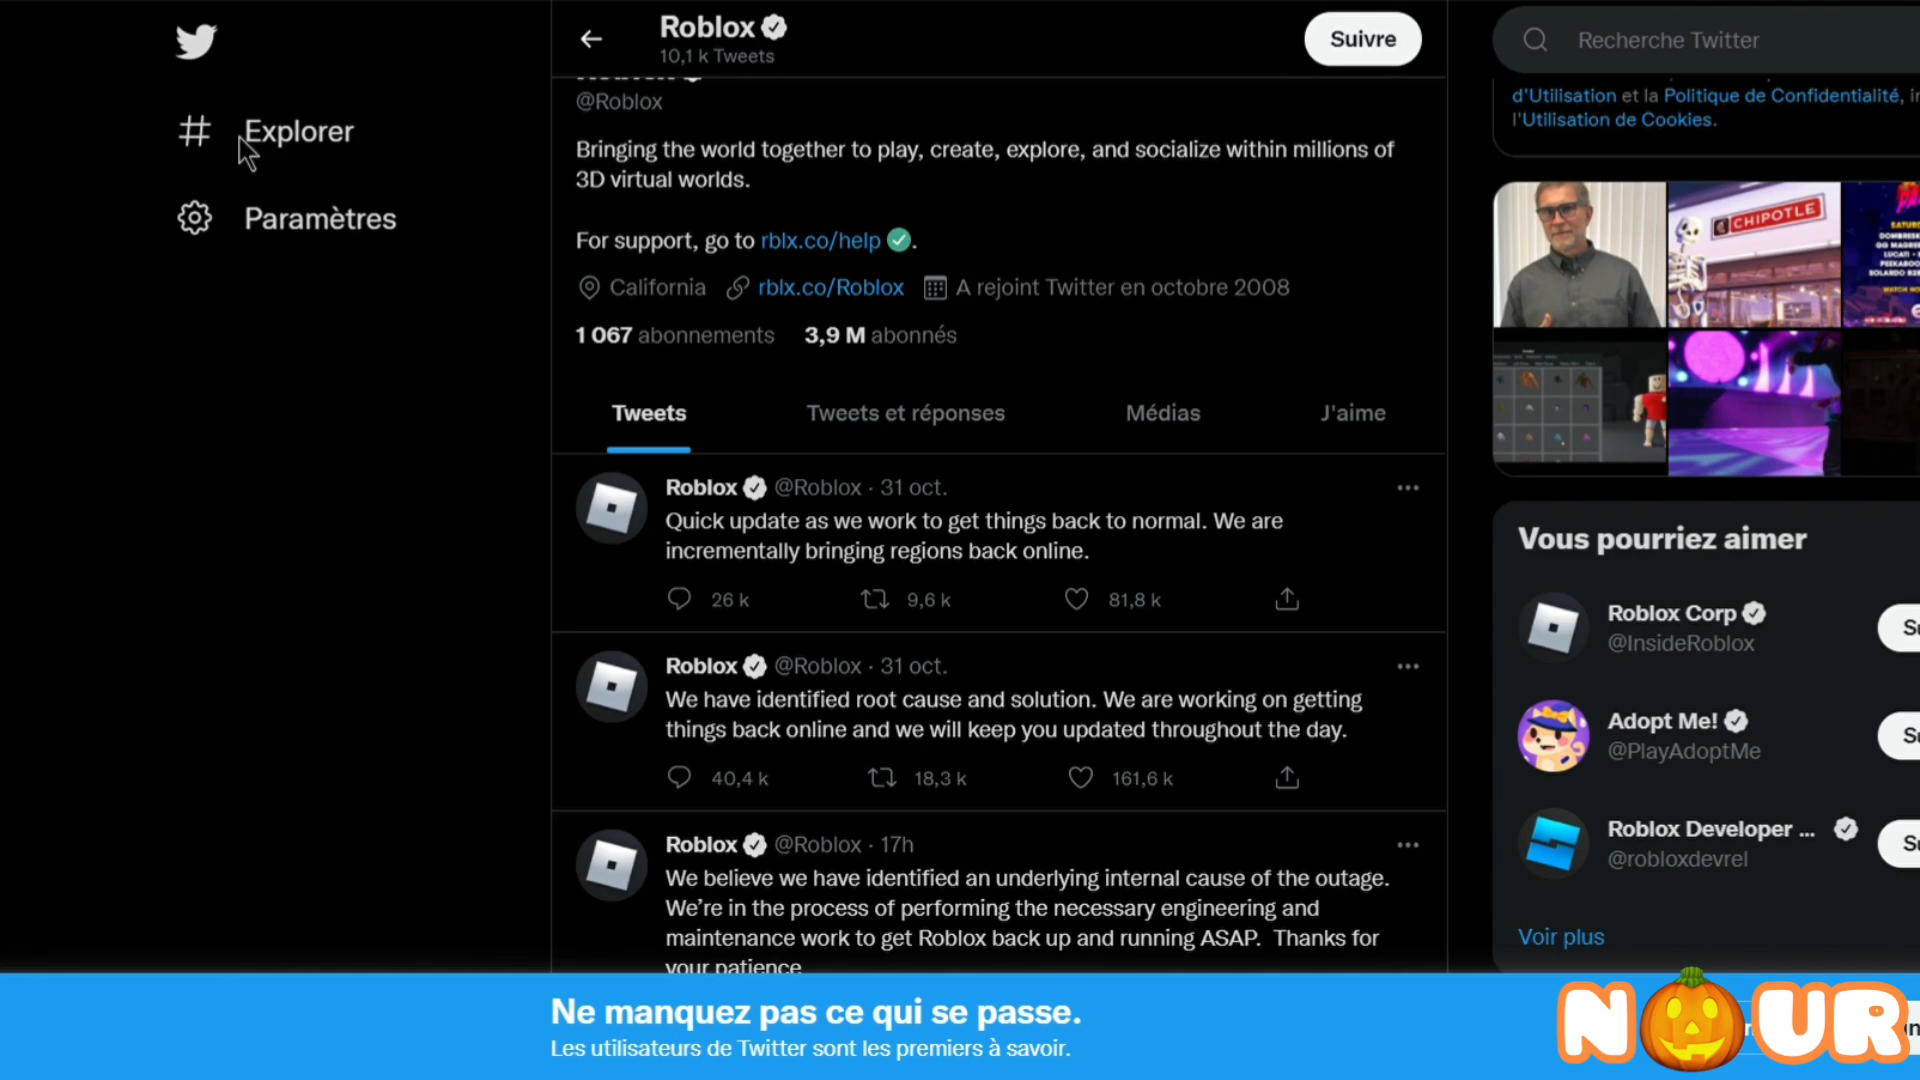 Roblox
10,1 k Tweets
Suivre
@Roblox
Bringing the world together to play, create, explore, and socialize within millions of
3D virtual worlds.
For support, go to rblx.co/help ✅.
California rblx.co/Roblox A rejoint Twitter en octobre 2008
1 067 abonnements 3,9 M abonnés
Tweets Tweets et réponses Médias J'aime
Explorer
Paramètres
Roblox @Roblox · 31 oct.
Quick update as we work to get things back to normal. We are
incrementally bringing regions back online.
26 k 9,6 k 81,8 k
Roblox @Roblox · 31 oct.
We have identified root cause and solution. We are working on getting
things back online and we will keep you updated throughout the day.
40,4 k 18,3 k 161,6 k
Roblox @Roblox · 17h
We believe we have identified an underlying internal cause of the outage.
We’re in the process of performing the necessary engineering and
maintenance work to get Roblox back up and running ASAP. Thanks for
your patience
Recherche Twitter
d'Utilisation et la Politique de Confidentialité,
l'Utilisation de Cookies.
CHIPOTLE
Vous pourriez aimer
Roblox Corp
@InsideRoblox
Adopt Me!
@PlayAdoptMe
Roblox Developer ...
@robloxdevrel
Voir plus
Ne manquez pas ce qui se passe.
Les utilisateurs de Twitter sont les premiers à savoir.
N🎃UR